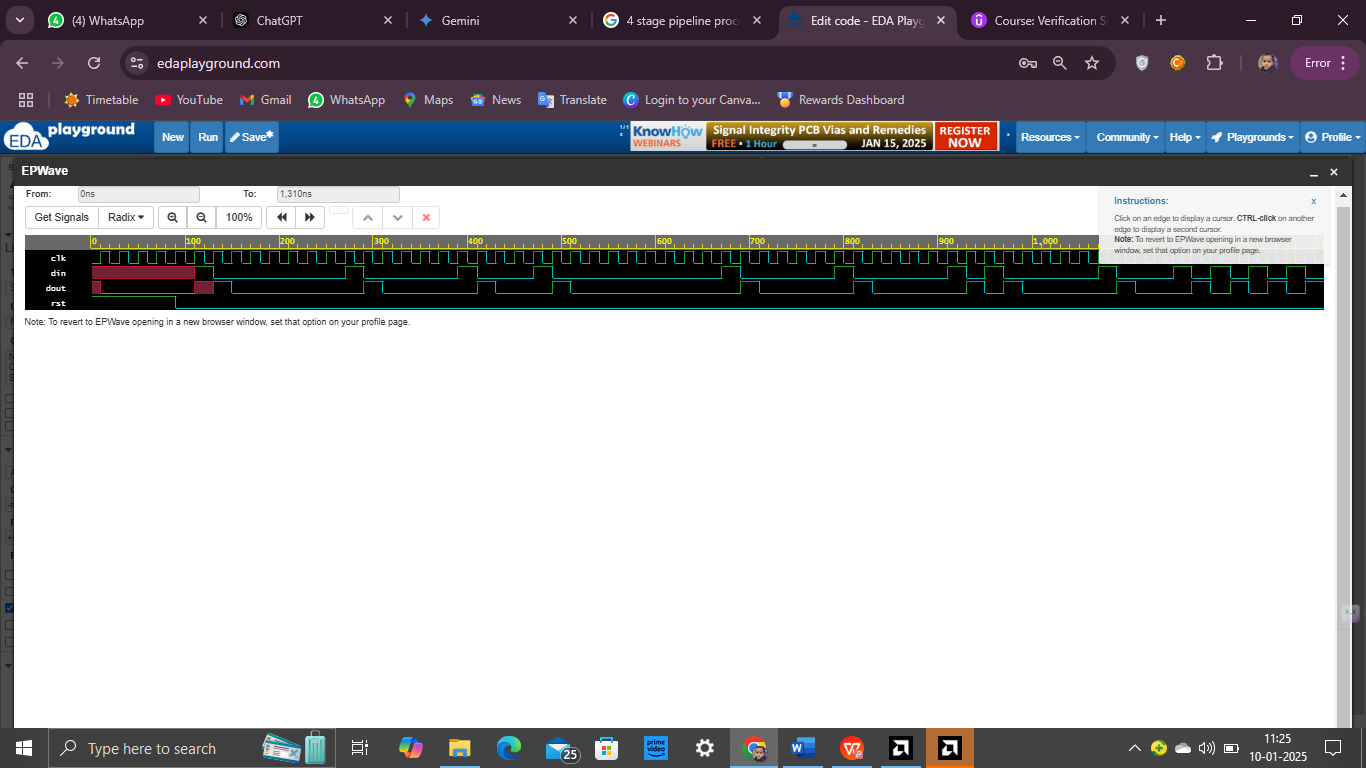 (4) WhatsApp
ChatGPT
Gemini
4 stage pipeline proc
Edit code - EDA Playg
Course: Verification S
edaplayground.com
Error
Timetable
YouTube
Gmail
WhatsApp
Maps
News
Translate
Login to your Canva...
Rewards Dashboard
EDA playground
New
Run
Save*
1/1
KnowHow
WEBINARS
Signal Integrity PCB Vias and Remedies
FREE • 1 Hour
JAN 15, 2025
REGISTER
NOW
Resources
Community
Help
Playgrounds
Profile
EPWave
From:
0ns
To:
1,310ns
Get Signals
Radix
100%
Instructions:
x
Click on an edge to display a cursor. CTRL-click on another
edge to display a second cursor.
Note: To revert to EPWave opening in a new browser
window, set that option on your profile page.
0 100 200 300 400 500 600 700 800 900 1,000
clk
din
dout
rst
Note: To revert to EPWave opening in a new browser window, set that option on your profile page.
Type here to search
25
prime
video
11:25
10-01-2025